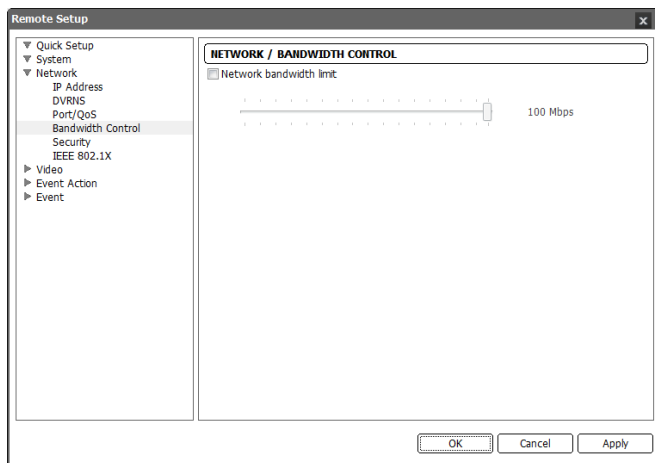 Remote Setup
x
Quick Setup
System
Network
IP Address
DVRNS
Port/QoS
Bandwidth Control
Security
IEEE 802.1X
Video
Event Action
Event
NETWORK / BANDWIDTH CONTROL
Network bandwidth limit
100 Mbps
OK
Cancel
Apply